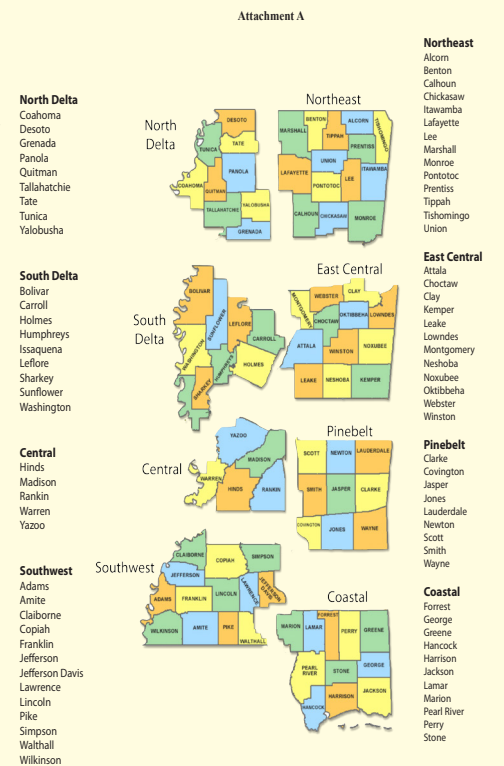 Attachment A
North Delta
Coahoma
Desoto
Grenada
Panola
Quitman
Tallahatchie
Tate
Tunica
Yalobusha
North
Delta
DESOTO
TUNICA
TATE
PANOLA
COAHOMA
QUITMAN
YALOBUSHA
TALLAHATCHIE
GRENADA
Northeast
MARSHALL
BENTON
TIPPAH
ALCORN
TISHOMINGO
PRENTISS
UNION
ITAWAMBA
LAFAYETTE
PONTOTOC
LEE
CALHOUN
CHICKASAW
MONROE
Northeast
Alcorn
Benton
Calhoun
Chickasaw
Itawamba
Lafayette
Lee
Marshall
Monroe
Pontotoc
Prentiss
Tippah
Tishomingo
Union
South Delta
Bolivar
Carroll
Holmes
Humphreys
Issaquena
Leflore
Sharkey
Sunflower
Washington
South
Delta
BOLIVAR
SUNFLOWER
LEFLORE
CARROLL
WASHINGTON
HUMPHREYS
HOLMES
SHARKEY
East Central
MONTGOMERY
WEBSTER
CLAY
CHOCTAW
OKTIBBEHA
LOWNDES
ATTALA
WINSTON
NOXUBEE
LEAKE
NESHOBA
KEMPER
East Central
Attala
Choctaw
Clay
Kemper
Leake
Lowndes
Montgomery
Neshoba
Noxubee
Oktibbeha
Webster
Winston
Central
Hinds
Madison
Rankin
Warren
Yazoo
Central
YAZOO
MADISON
WARREN
HINDS
RANKIN
Pinebelt
SCOTT
NEWTON
LAUDERDALE
SMITH
JASPER
CLARKE
COVINGTON
JONES
WAYNE
Pinebelt
Clarke
Covington
Jasper
Jones
Lauderdale
Newton
Scott
Smith
Wayne
Southwest
Adams
Amite
Claiborne
Copiah
Franklin
Jefferson
Jefferson Davis
Lawrence
Lincoln
Pike
Simpson
Walthall
Wilkinson
Southwest
CLAIBORNE
COPIAH
SIMPSON
JEFFERSON
ADAMS
FRANKLIN
LINCOLN
LAWRENCE
JEFFERSON
DAVIS
WILKINSON
AMITE
PIKE
WALTHALL
Coastal
MARION
LAMAR
FORREST
PERRY
GREENE
PEARL
RIVER
STONE
GEORGE
HANCOCK
HARRISON
JACKSON
Coastal
Forrest
George
Greene
Hancock
Harrison
Jackson
Lamar
Marion
Pearl River
Perry
Stone